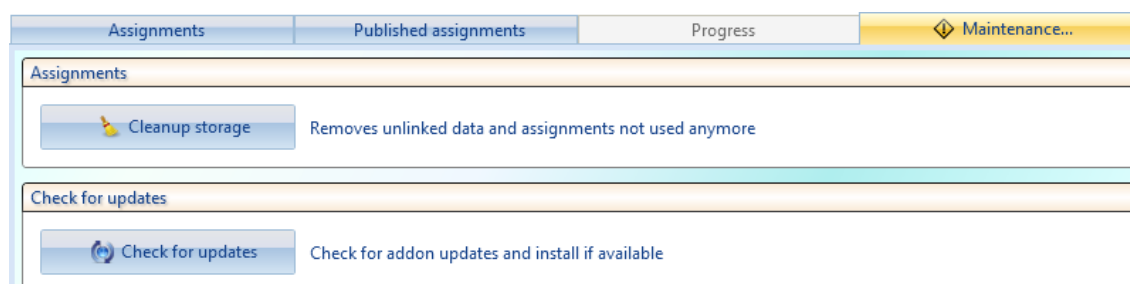 Assignments Published assignments Progress Maintenance...
Assignments
Cleanup storage Removes unlinked data and assignments not used anymore
Check for updates
Check for updates Check for addon updates and install if available